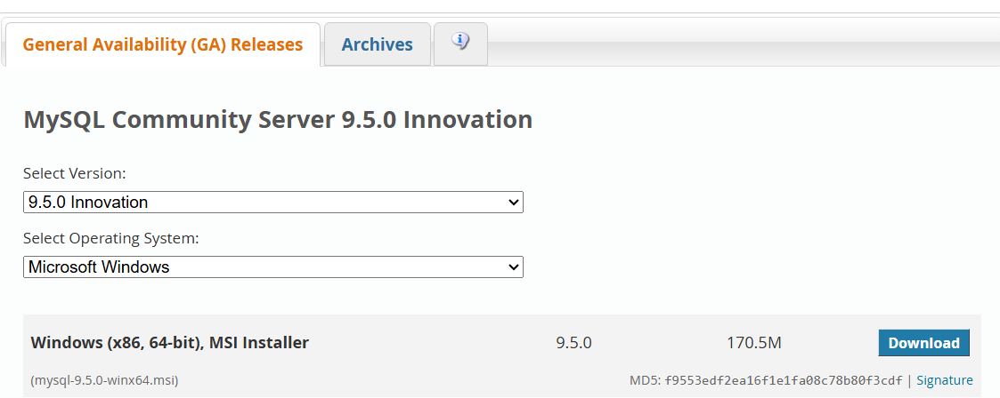 General Availability (GA) Releases
Archives
MySQL Community Server 9.5.0 Innovation
Select Version:
9.5.0 Innovation
Select Operating System:
Microsoft Windows
Windows (x86, 64-bit), MSI Installer 9.5.0 170.5M Download
(mysql-9.5.0-winx64.msi) MD5: f9553edf2ea16f1e1fa08c78b80f3cdf | Signature